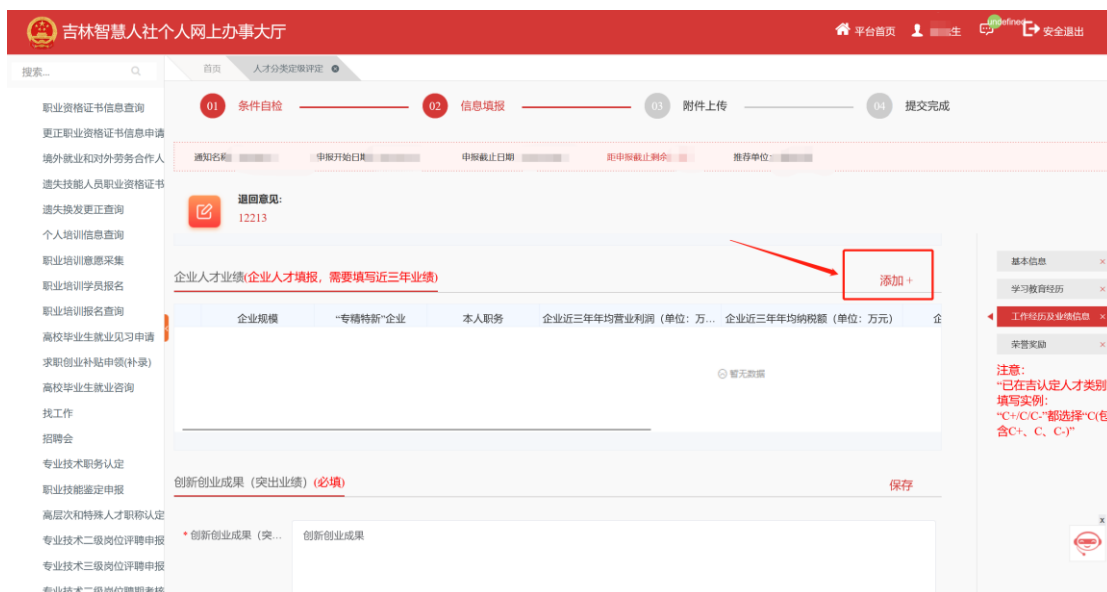 吉林智慧人社个人网上办事大厅
平台首页 生 undefined 安全退出
搜索...
首页 人才分类定级评定
职业资格证书信息查询
更正职业资格证书信息申请
境外就业和对外劳务合作人
遗失技能人员职业资格证书
遗失换发更正查询
个人培训信息查询
职业培训意愿采集
职业培训学员报名
职业培训报名查询
高校毕业生就业见习申请
求职创业补贴申领(补录)
高校毕业生就业咨询
找工作
招聘会
专业技术职务认定
职业技能鉴定申报
高层次和特殊人才职称认定
专业技术二级岗位评聘申报
专业技术三级岗位评聘申报
专业技术二级岗位聘期考核
01 条件自检 02 信息填报 03 附件上传 04 提交完成
通知名称 申报开始日期 申报截止日期 距申报截止剩余 推荐单位:
退回意见:
12213
企业人才业绩(企业人才填报，需要填写近三年业绩)
添加 +
企业规模 “专精特新”企业 本人职务 企业近三年年均营业利润（单位：万... 企业近三年年均纳税额（单位：万元） 企
暂无数据
创新创业成果（突出业绩）(必填)
保存
* 创新创业成果（突... 创新创业成果
基本信息 ×
学习教育经历 ×
工作经历及业绩信息 ×
荣誉奖励 ×
注意：
“已在吉认定人才类别
填写实例：
“C+/C/C-”都选择“C(包
含C+、C、C-)”
x